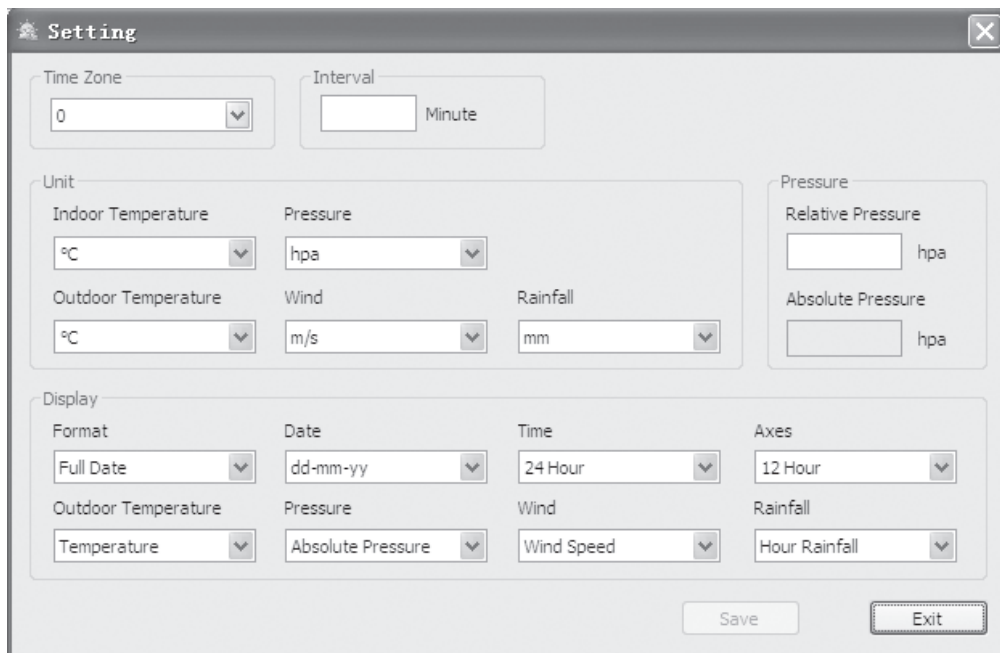 Setting
Time Zone
Interval
0
Minute
Unit
Pressure
Indoor Temperature
Pressure
Relative Pressure
ºC
hpa
hpa
Outdoor Temperature
Wind
Rainfall
Absolute Pressure
ºC
m/s
mm
hpa
Display
Format
Date
Time
Axes
Full Date
dd-mm-yy
24 Hour
12 Hour
Outdoor Temperature
Pressure
Wind
Rainfall
Temperature
Absolute Pressure
Wind Speed
Hour Rainfall
Save
Exit